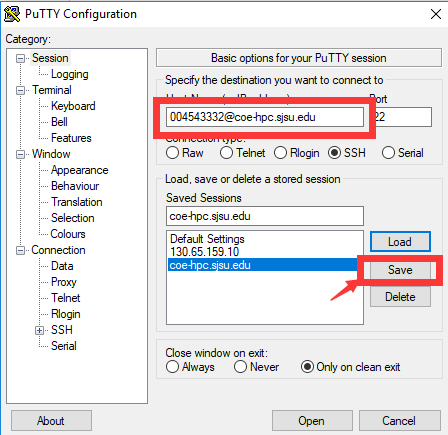 PuTTY Configuration
Category:
Session
Logging
Terminal
Keyboard
Bell
Features
Window
Appearance
Behaviour
Translation
Selection
Colours
Connection
Data
Proxy
Telnet
Rlogin
SSH
Serial
Basic options for your PuTTY session
Specify the destination you want to connect to
Port
004543332@coe-hpc.sjsu.edu 22
Connection type:
Raw Telnet Rlogin SSH Serial
Load, save or delete a stored session
Saved Sessions
coe-hpc.sjsu.edu
Default Settings
130.65.159.10
coe-hpc.sjsu.edu
Load
Save
Delete
Close window on exit:
Always Never Only on clean exit
About Open Cancel